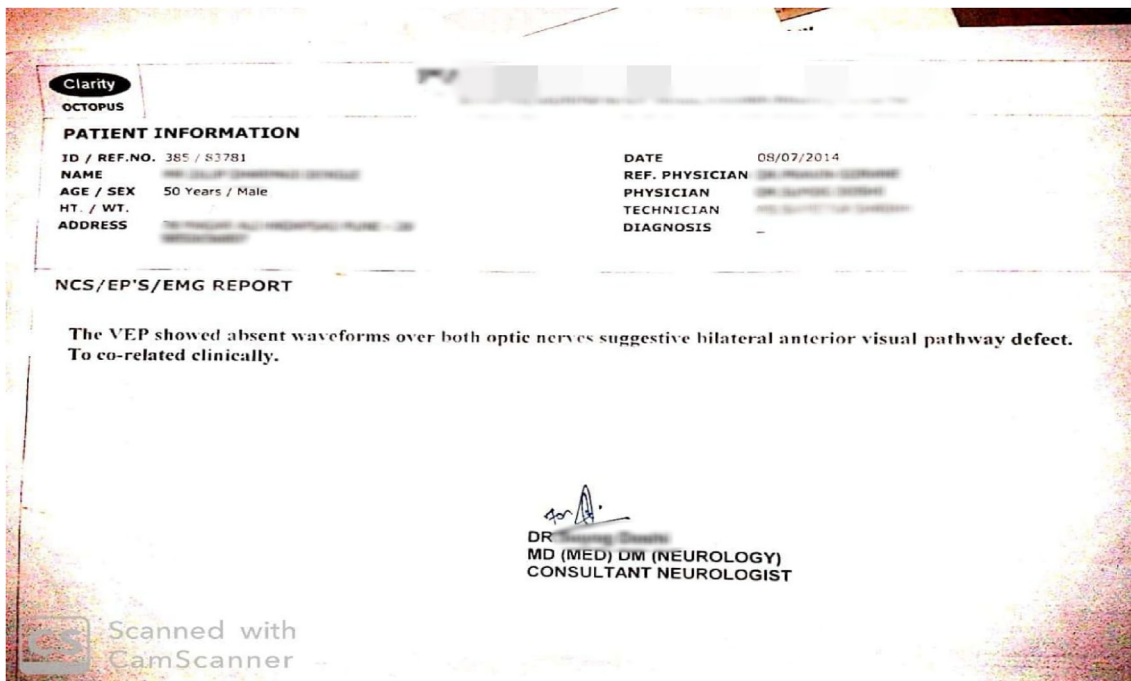 Clarity
OCTOPUS
PATIENT INFORMATION
ID / REF.NO. 385 / 83781
NAME
AGE / SEX 50 Years / Male
HT. / WT.
ADDRESS
DATE 08/07/2014
REF. PHYSICIAN
PHYSICIAN
TECHNICIAN
DIAGNOSIS _
NCS/EP'S/EMG REPORT
The VEP showed absent waveforms over both optic nerves suggestive bilateral anterior visual pathway defect.
To co-related clinically.
DR
MD (MED) DM (NEUROLOGY)
CONSULTANT NEUROLOGIST
CS
Scanned with
CamScanner